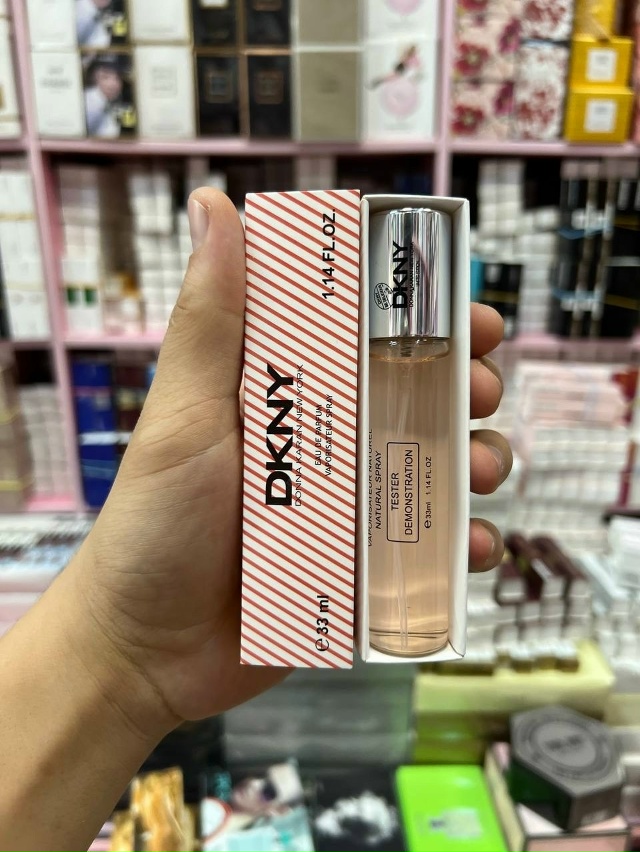 1.14 FL.OZ.
DKNY
DONNA KARAN NEW YORK
EAU DE PARFUM
VAPORISATEUR SPRAY
℮ 33 ml
DKNY
VAPORISATEUR NATUREL
NATURAL SPRAY
TESTER
DEMONSTRATION
℮ 33ml 1.14 FL OZ